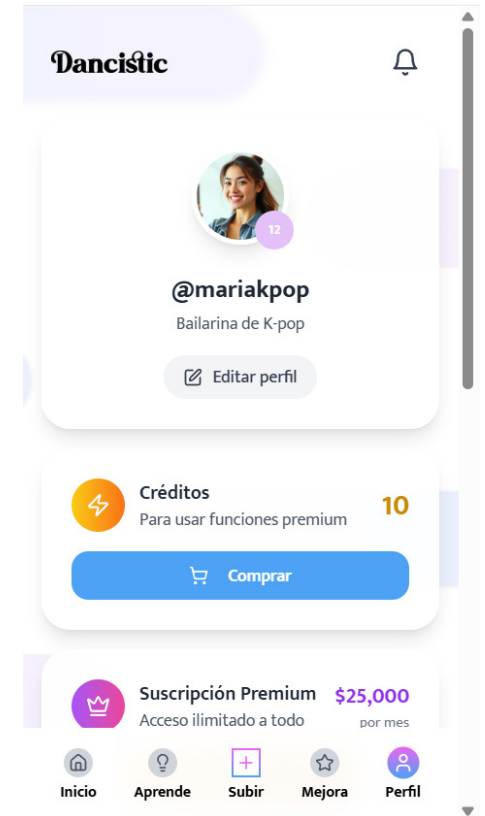 Dancistic
12
@mariakpop
Bailarina de K-pop
Editar perfil
Créditos
Para usar funciones premium
10
Comprar
Suscripción Premium
$25,000
Acceso ilimitado a todo
por mes
Inicio
Aprende
Subir
Mejora
Perfil